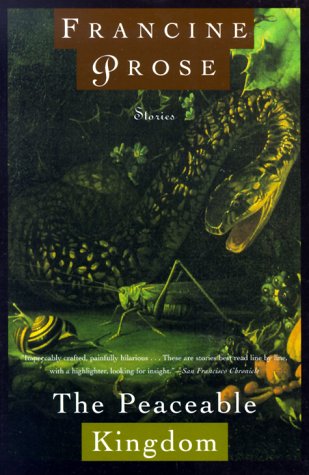 FRANCINE
PROSE
Stories
"Impeccably crafted, painfully hilarious . . . These are stories best read line by line,
with a highlighter, looking for insight." —San Francisco Chronicle
The Peaceable
Kingdom